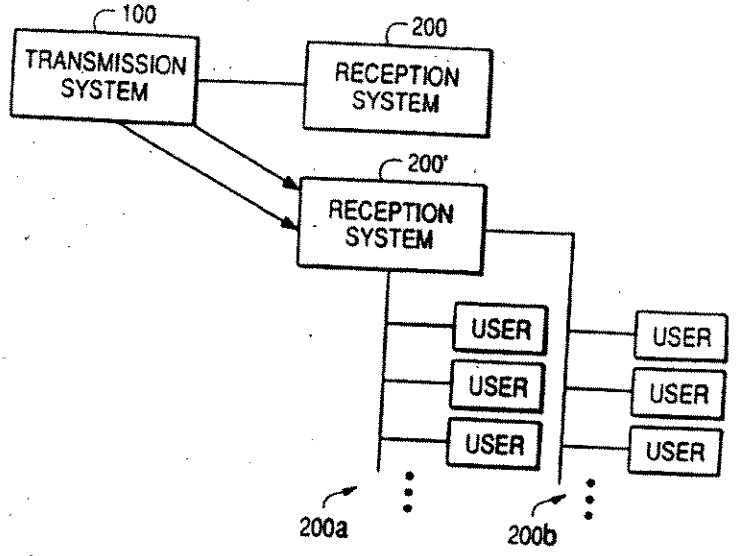 100
TRANSMISSION
SYSTEM
200
RECEPTION
SYSTEM
200'
RECEPTION
SYSTEM
USER
USER
USER
USER
USER
USER
200a
200b